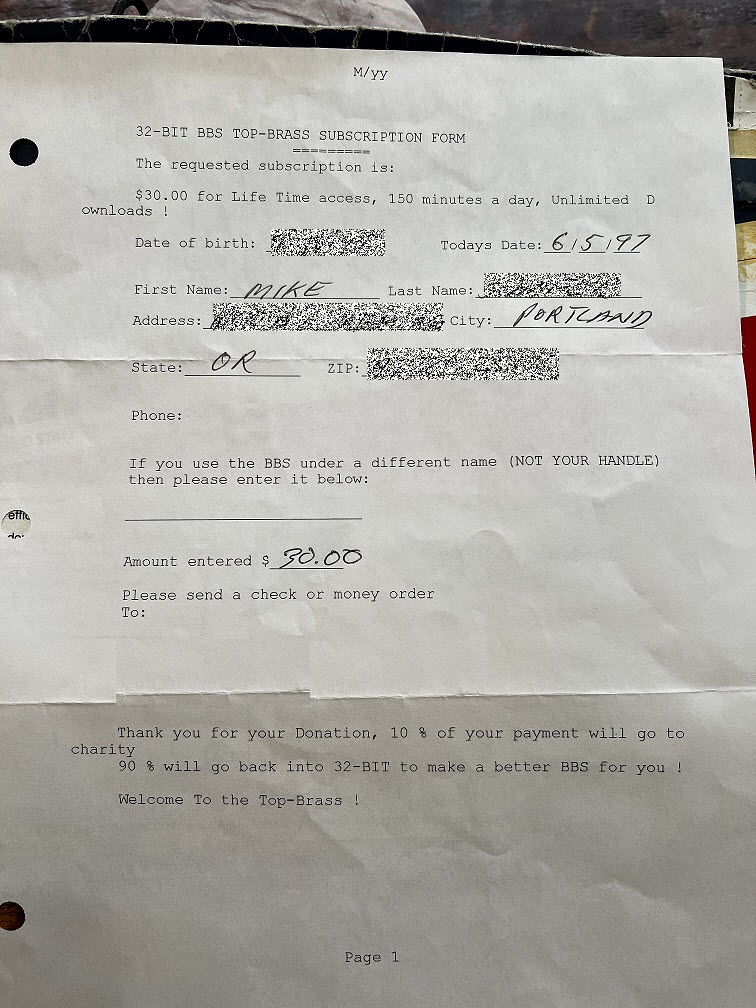 M/yy
32-BIT BBS TOP-BRASS SUBSCRIPTION FORM
=========
The requested subscription is:
$30.00 for Life Time access, 150 minutes a day, Unlimited D
ownloads !
Date of birth: Todays Date: 6/5/97
First Name: MIKE Last Name:
Address: City: PORTLAND
State: OR ZIP:
Phone:
If you use the BBS under a different name (NOT YOUR HANDLE)
then please enter it below:
Amount entered $ 30.00
Please send a check or money order
To:
Thank you for your Donation, 10 % of your payment will go to
charity
90 % will go back into 32-BIT to make a better BBS for you !
Welcome To the Top-Brass !
Page 1